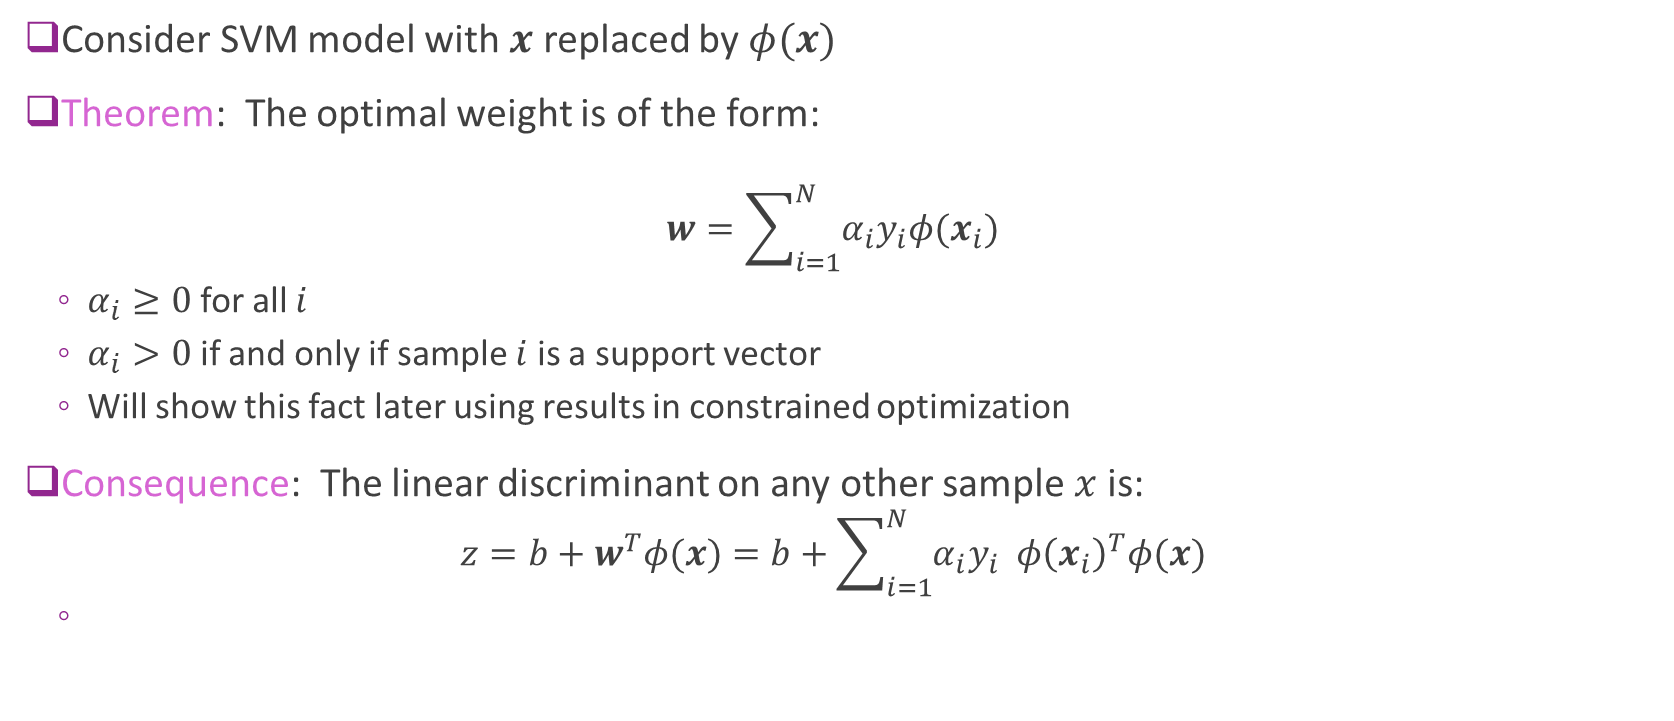 ❑Consider SVM model with 𝒙 replaced by 𝜙(𝒙)
❑Theorem: The optimal weight is of the form:
𝒘 = ∑_{i=1}^{N} α_i y_i 𝜙(𝒙_i)
◦ α_i ≥ 0 for all i
◦ α_i > 0 if and only if sample i is a support vector
◦ Will show this fact later using results in constrained optimization
❑Consequence: The linear discriminant on any other sample x is:
z = b + 𝒘^T 𝜙(𝒙) = b + ∑_{i=1}^{N} α_i y_i 𝜙(𝒙_i)^T 𝜙(𝒙)
◦